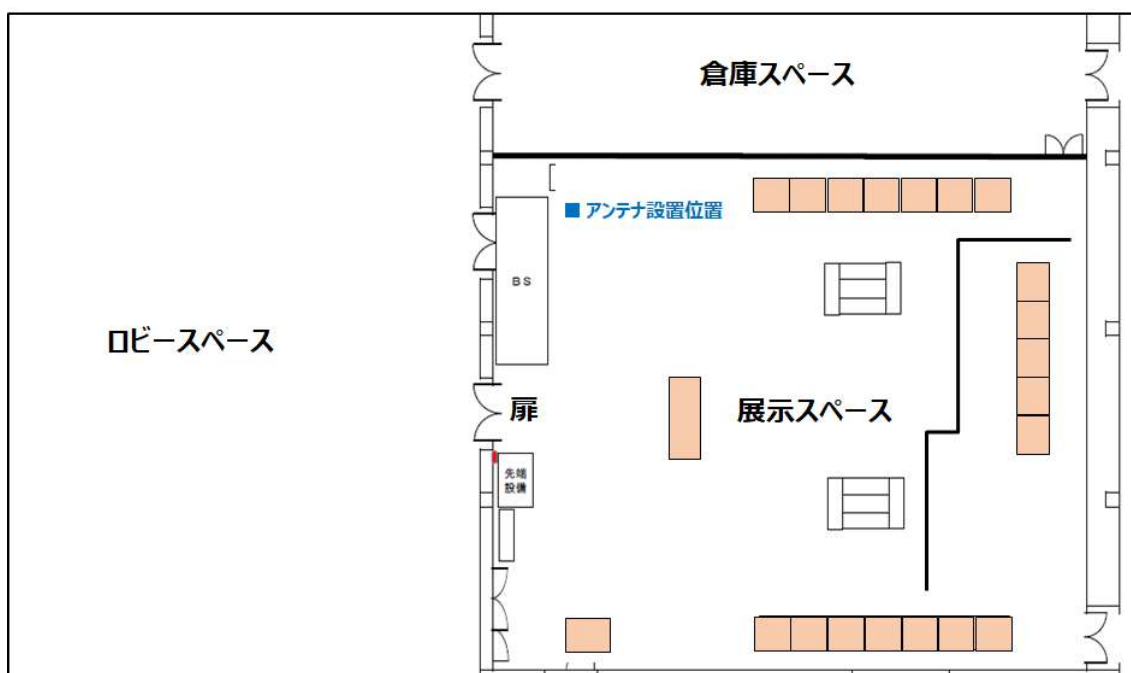 倉庫スペース
■ アンテナ設置位置
BS
ロビースペース
扉
展示スペース
先端
設備